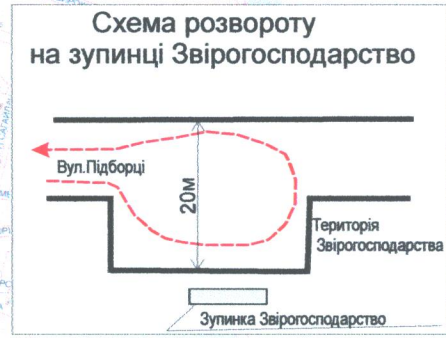 Схема розвороту
на зупинці Звірогосподарство
Вул.Підборці
20м
Територія
Звірогосподарства
Зупинка Звірогосподарство